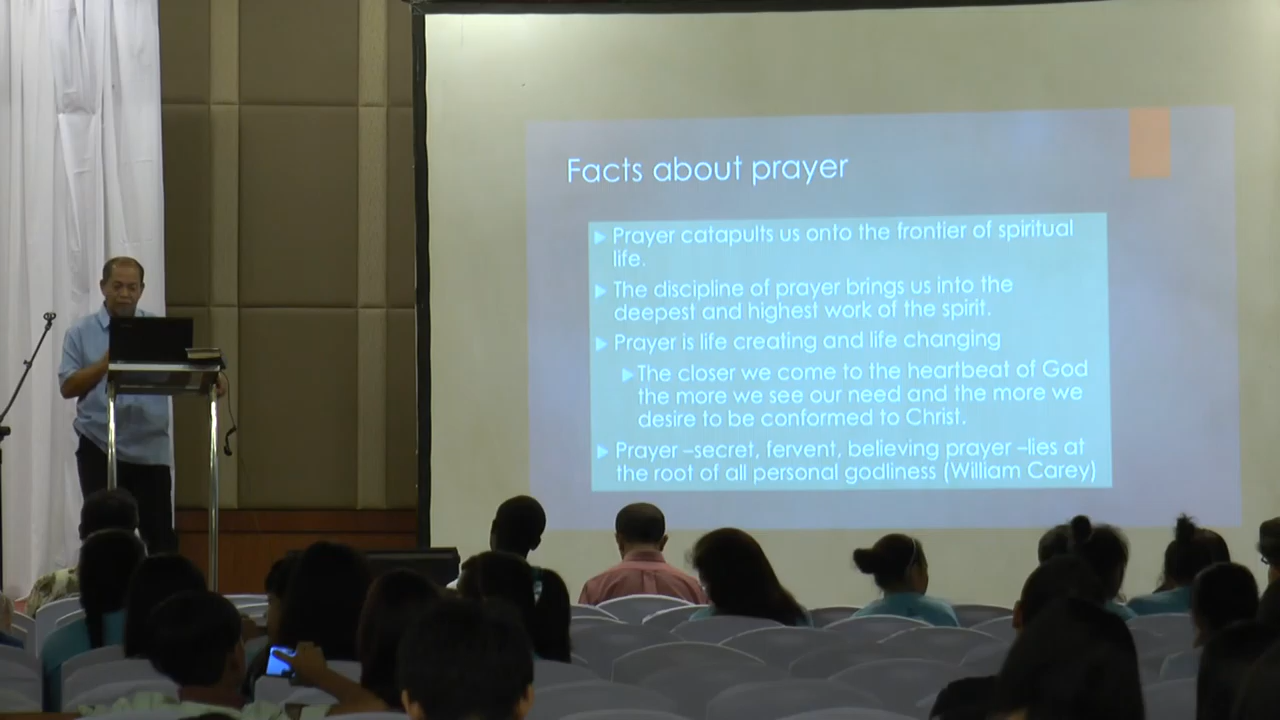 Facts about prayer
Prayer catapults us onto the frontier of spiritual
life.
The discipline of prayer brings us into the
deepest and highest work of the spirit.
Prayer is life creating and life changing
The closer we come to the heartbeat of God
the more we see our need and the more we
desire to be conformed to Christ.
Prayer –secret, fervent, believing prayer –lies at
the root of all personal godliness (William Carey)